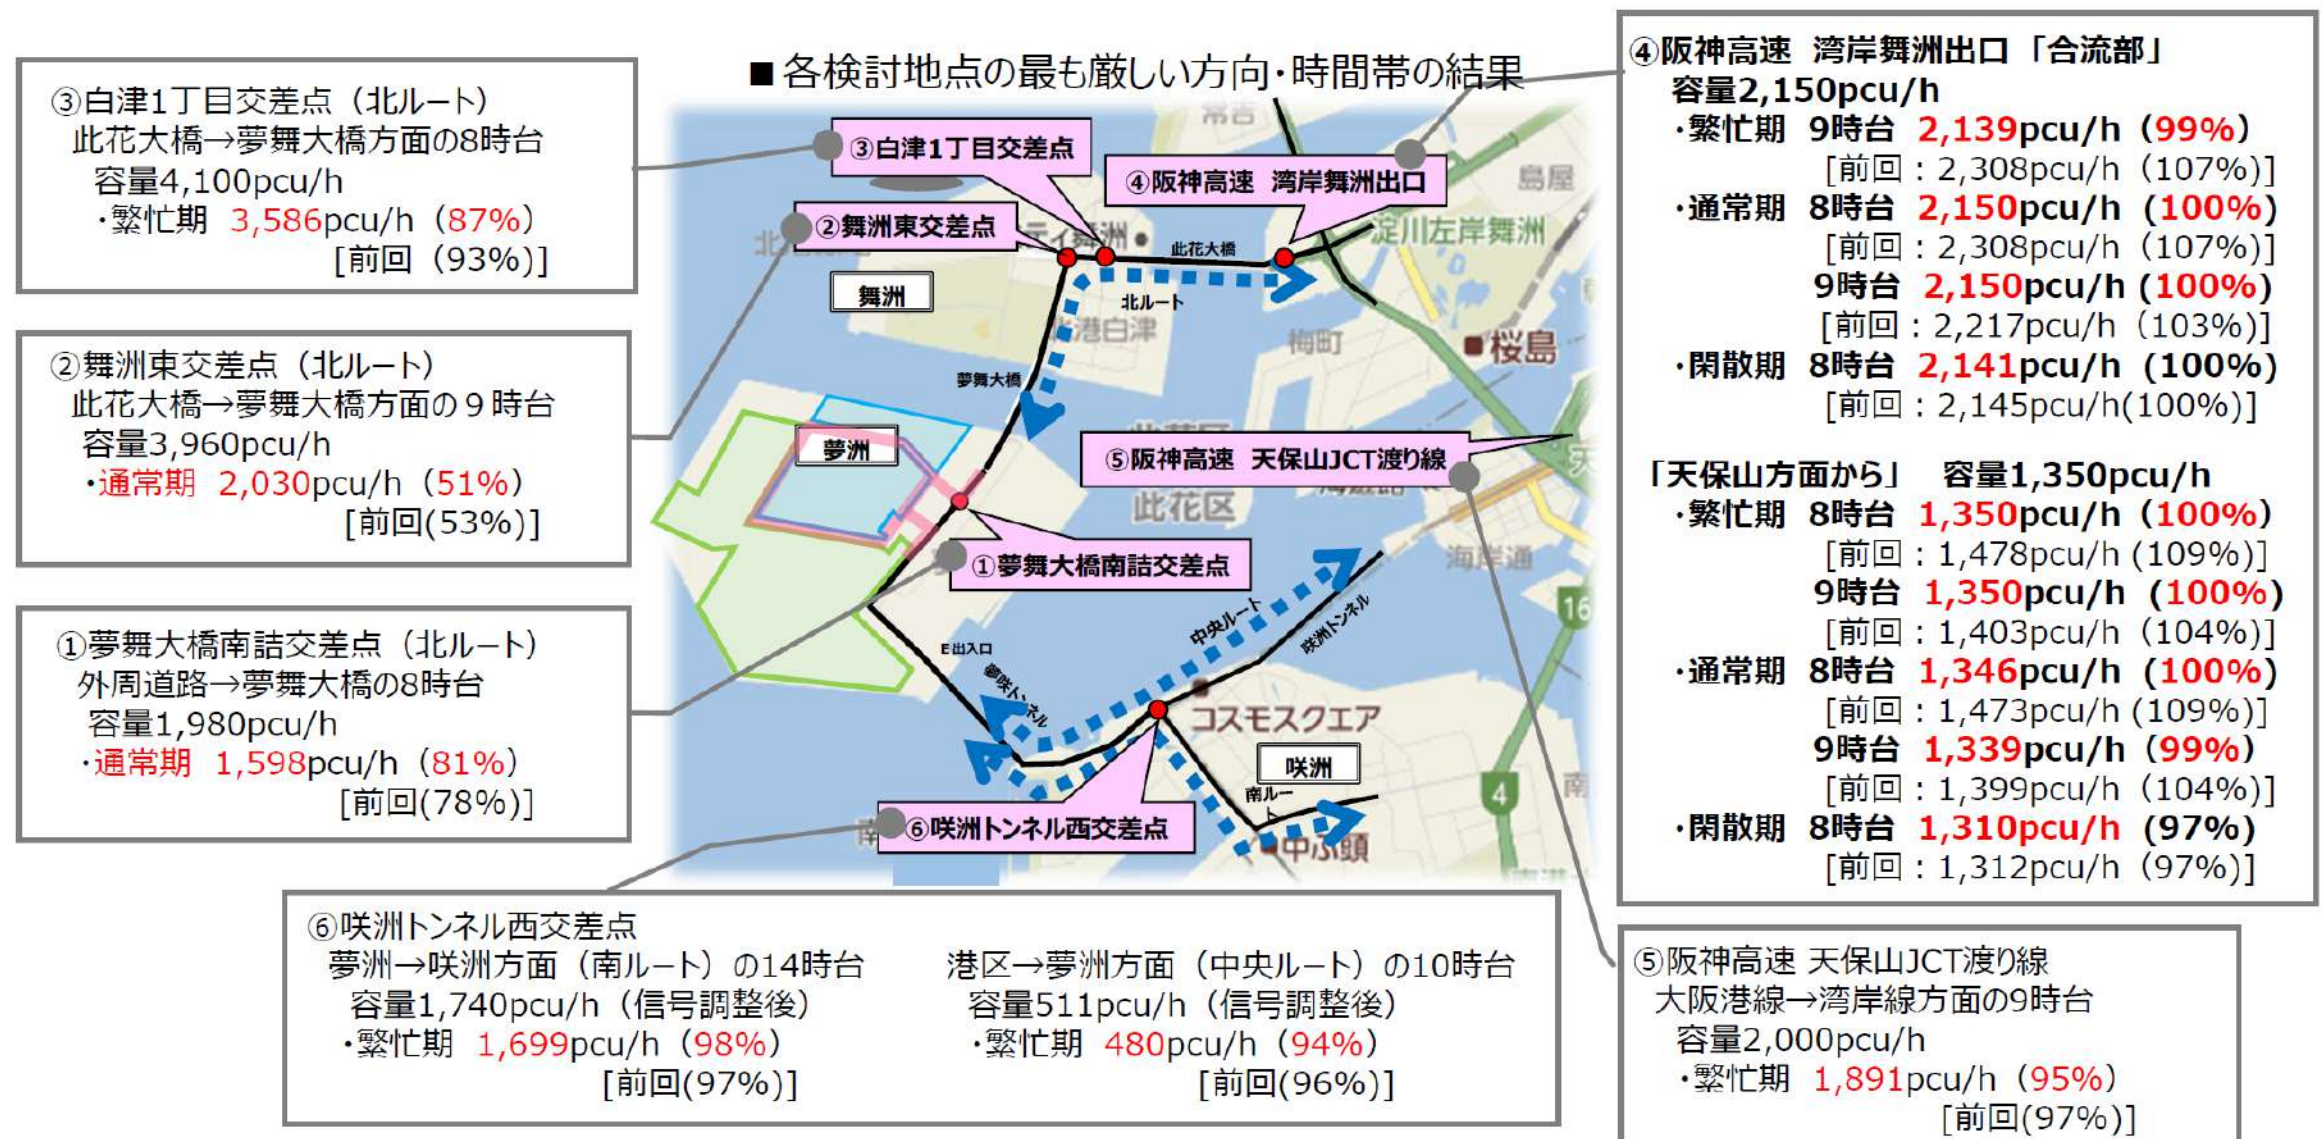 ■各検討地点の最も厳しい方向・時間帯の結果
③白津1丁目交差点（北ルート）
此花大橋→夢舞大橋方面の8時台
容量4,100pcu/h
・繁忙期 3,586pcu/h（87%）
[前回（93%)]
②舞洲東交差点（北ルート）
此花大橋→夢舞大橋方面の９時台
容量3,960pcu/h
・通常期 2,030pcu/h（51%）
[前回(53%)]
①夢舞大橋南詰交差点（北ルート）
外周道路→夢舞大橋の8時台
容量1,980pcu/h
・通常期 1,598pcu/h（81%）
[前回(78%)]
③白津1丁目交差点
④阪神高速 湾岸舞洲出口
②舞洲東交差点
常吉
島屋
此花大橋
淀川左岸舞洲
舞洲
北ルート
北港白津
梅町
桜島
夢舞大橋
夢洲
⑤阪神高速 天保山JCT渡り線
此花区
①夢舞大橋南詰交差点
海岸通
16
中央ルート
咲洲トンネル
E出入口
夢咲トンネル
コスモスクエア
咲洲
南ルート
4
⑥咲洲トンネル西交差点
中ふ頭
④阪神高速 湾岸舞洲出口「合流部」
容量2,150pcu/h
・繁忙期 9時台 2,139pcu/h（99%）
[前回：2,308pcu/h（107%)]
・通常期 8時台 2,150pcu/h（100%）
[前回：2,308pcu/h（107%)]
9時台 2,150pcu/h (100%)
[前回：2,217pcu/h（103%)]
・閑散期 8時台 2,141pcu/h（100%）
[前回：2,145pcu/h(100%)]
「天保山方面から」 容量1,350pcu/h
・繁忙期 8時台 1,350pcu/h（100%）
[前回：1,478pcu/h (109%)]
9時台 1,350pcu/h（100%）
[前回：1,403pcu/h（104%)]
・通常期 8時台 1,346pcu/h（100%）
[前回：1,473pcu/h (109%)]
9時台 1,339pcu/h（99%）
[前回：1,399pcu/h（104%)]
・閑散期 8時台 1,310pcu/h（97%）
[前回：1,312pcu/h（97%)]
⑥咲洲トンネル西交差点
夢洲→咲洲方面（南ルート）の14時台
容量1,740pcu/h（信号調整後）
・繁忙期 1,699pcu/h（98%）
[前回(97%)]
港区→夢洲方面（中央ルート）の10時台
容量511pcu/h（信号調整後）
・繁忙期 480pcu/h（94%）
[前回(96%)]
⑤阪神高速 天保山JCT渡り線
大阪港線→湾岸線方面の9時台
容量2,000pcu/h
・繁忙期 1,891pcu/h（95%）
[前回(97%)]